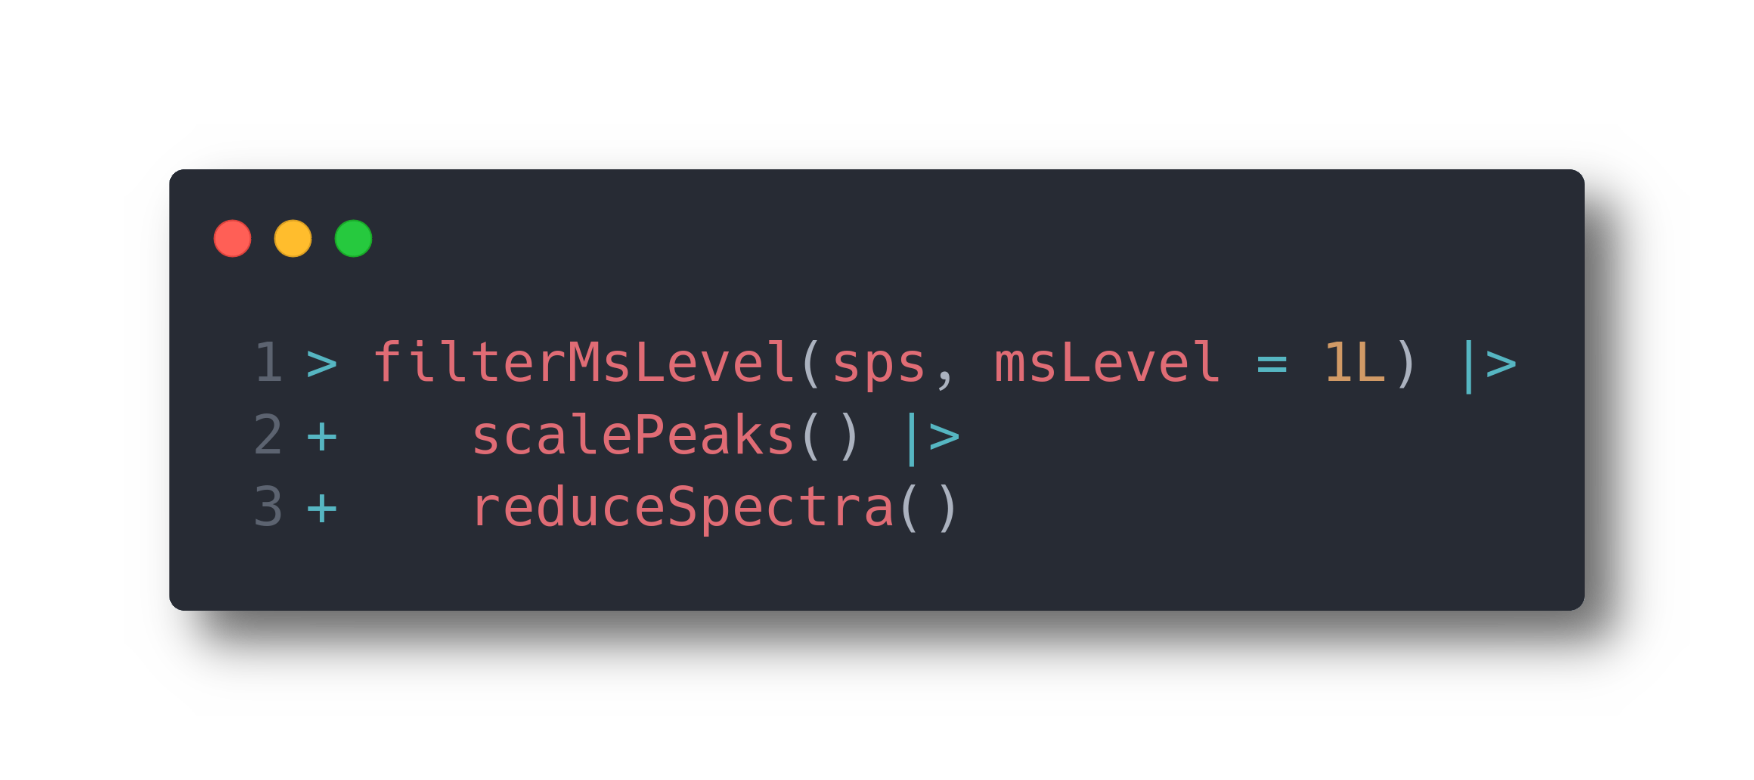 1 > filterMsLevel(sps, msLevel = 1L) |>
2 +    scalePeaks() |>
3 +    reduceSpectra()